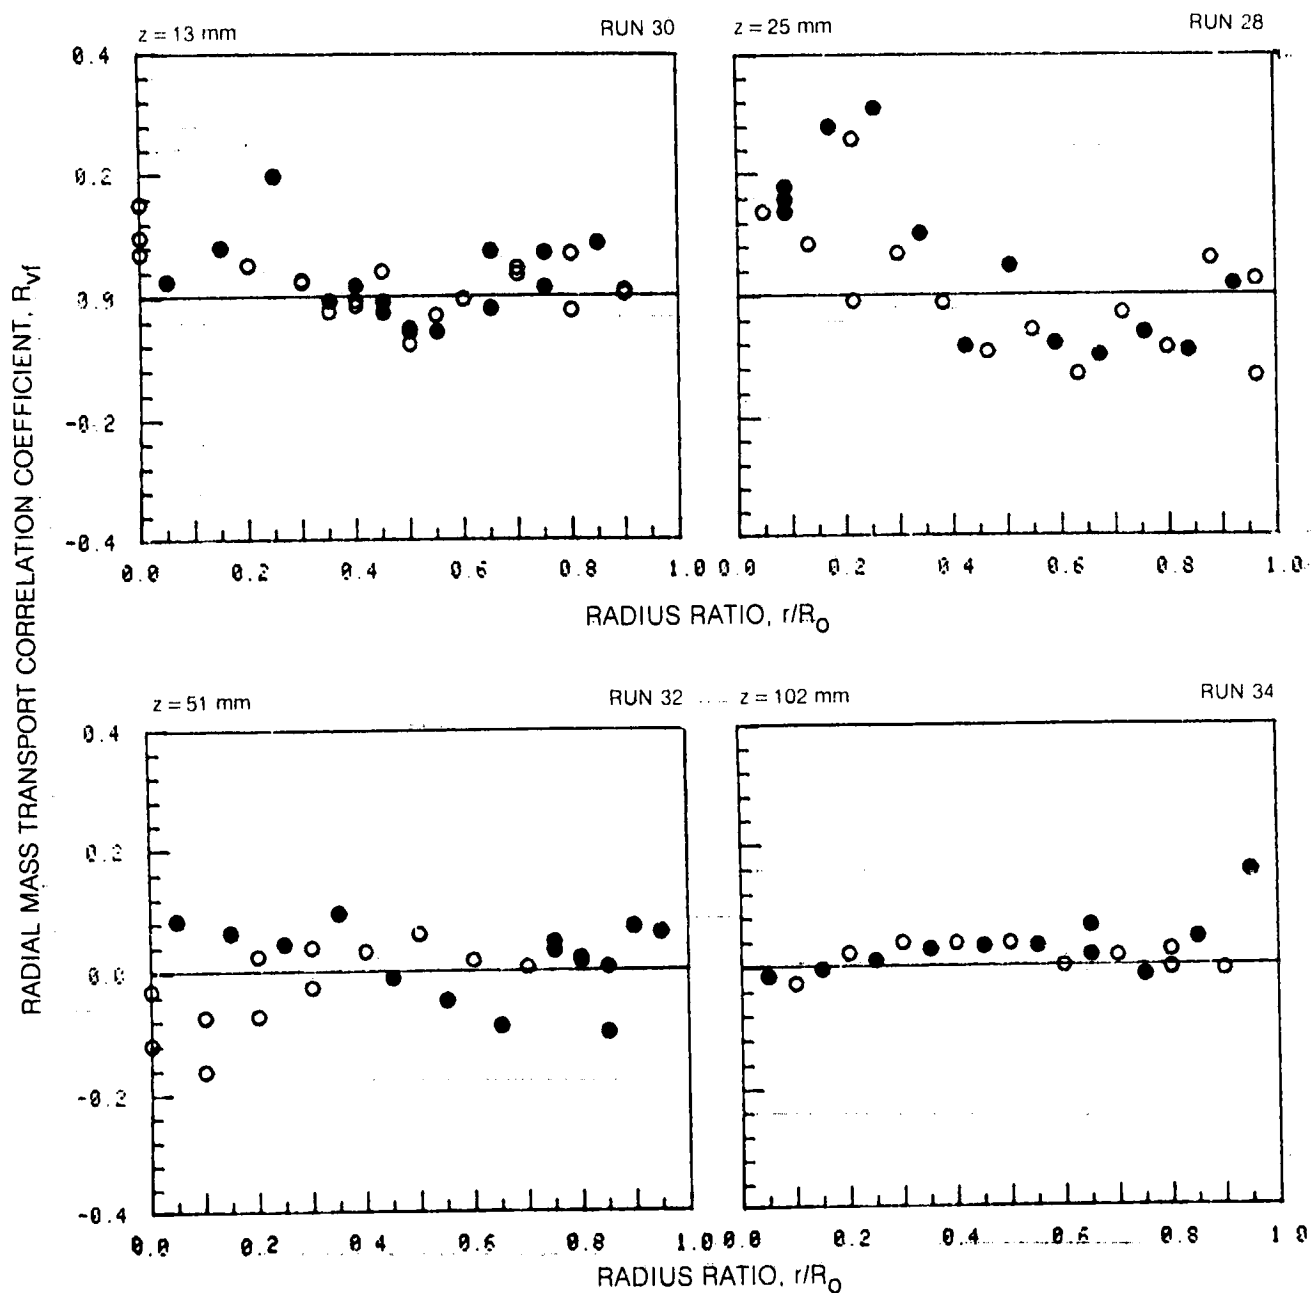 z = 13 mm RUN 30
z = 25 mm RUN 28
RADIAL MASS TRANSPORT CORRELATION COEFFICIENT, Rvf
0.4
0.2
0.0
-0.2
-0.4
0.0 0.2 0.4 0.6 0.8 1.0
0.0 0.2 0.4 0.6 0.8 1.0
RADIUS RATIO, r/Ro
z = 51 mm RUN 32
z = 102 mm RUN 34
0.4
0.2
0.0
-0.2
-0.4
0.0 0.2 0.4 0.6 0.8 1.0
0.0 0.2 0.4 0.6 0.8 1.0
RADIUS RATIO, r/Ro